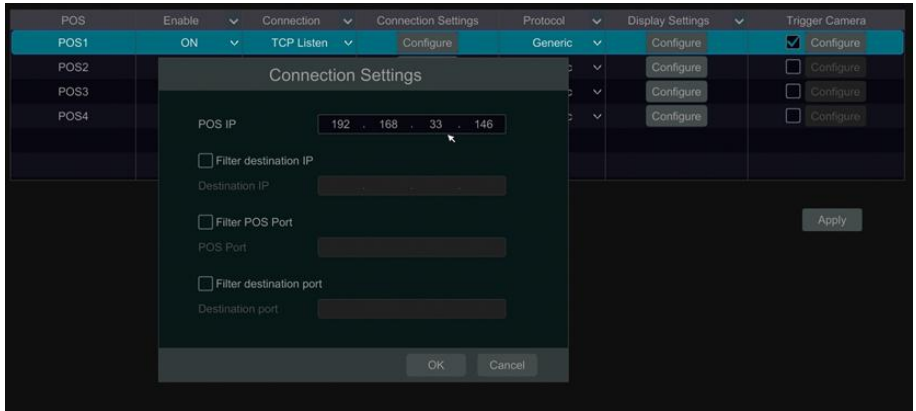 POS Enable Connection Connection Settings Protocol Display Settings Trigger Camera
POS1 ON TCP Listen Configure Generic Configure Configure
POS2 Configure Configure
POS3 Configure Configure
POS4 Configure Configure
Connection Settings
POS IP 192 . 168 . 33 . 146
Filter destination IP
Destination IP . . .
Filter POS Port
POS Port
Filter destination port
Destination port
Apply
OK Cancel